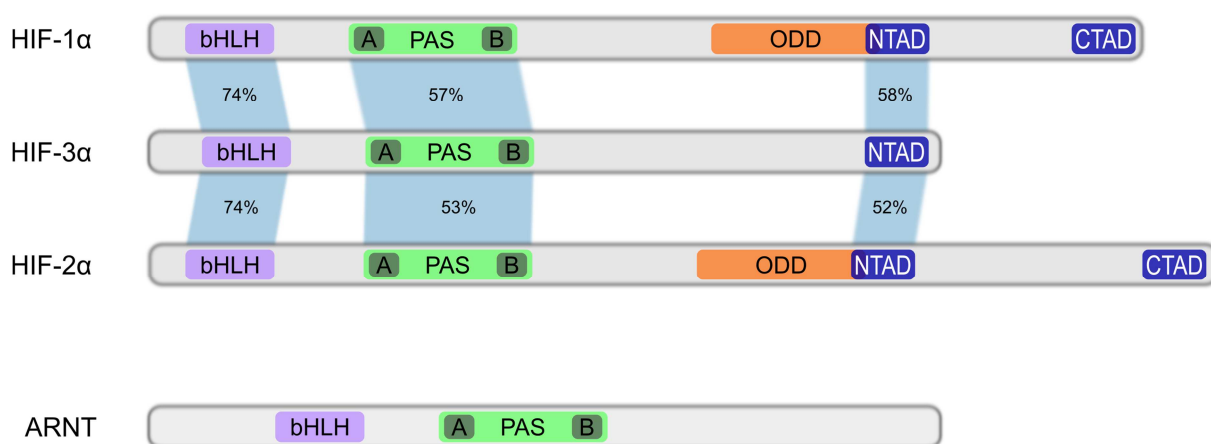 HIF-1α bHLH A PAS B ODD NTAD CTAD
74% 57% 58%
HIF-3α bHLH A PAS B NTAD
74% 53% 52%
HIF-2α bHLH A PAS B ODD NTAD CTAD
ARNT bHLH A PAS B